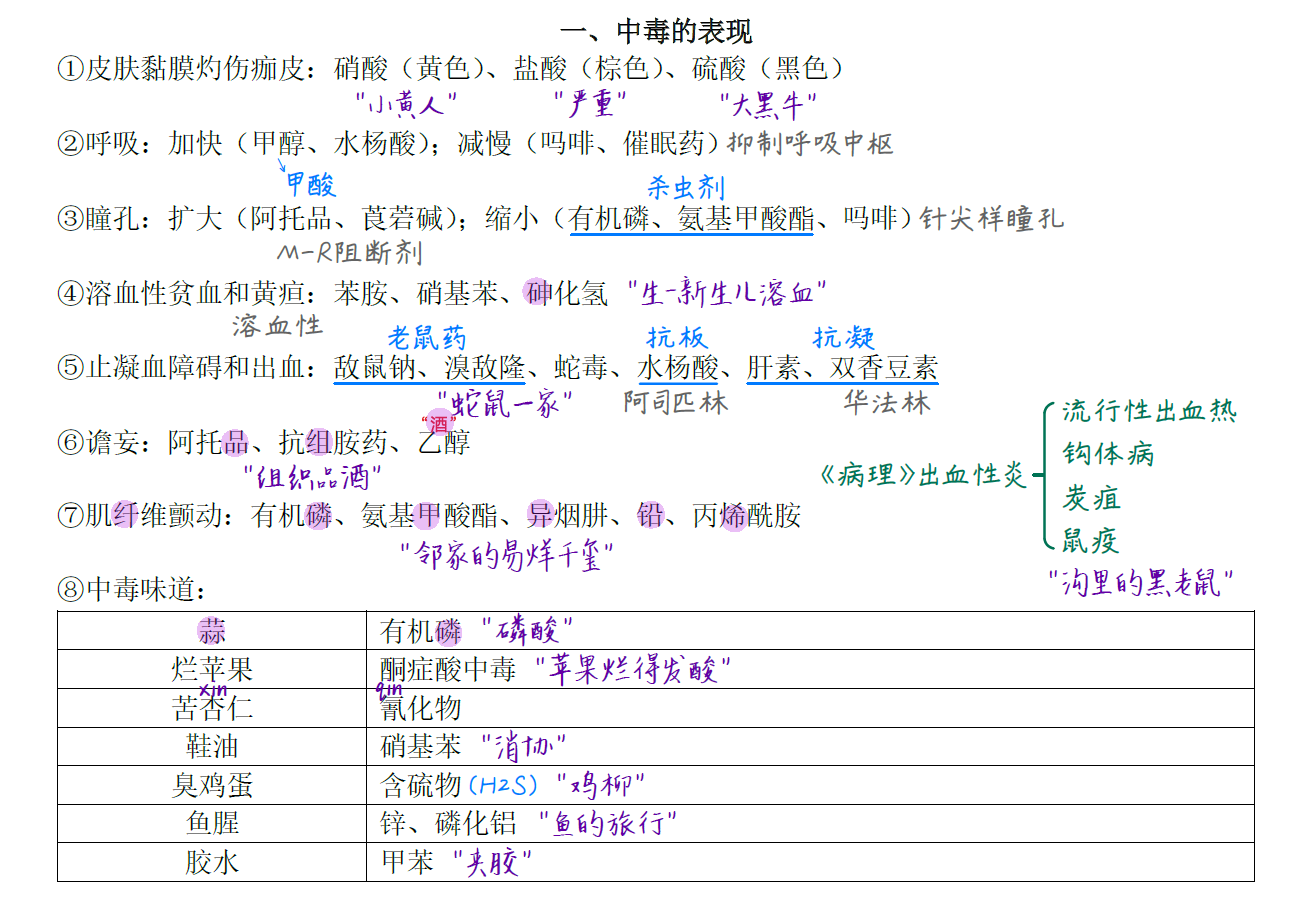 一、中毒的表现
①皮肤黏膜灼伤痂皮：硝酸（黄色）、盐酸（棕色）、硫酸（黑色）
"小黄人" "严重" "大黑牛"
②呼吸：加快（甲醇、水杨酸）；减慢（吗啡、催眠药）抑制呼吸中枢
甲酸 杀虫剂
③瞳孔：扩大（阿托品、莨菪碱）；缩小（有机磷、氨基甲酸酯、吗啡）针尖样瞳孔
M-R阻断剂
④溶血性贫血和黄疸：苯胺、硝基苯、砷化氢 "生-新生儿溶血"
溶血性 老鼠药 抗板 抗凝
⑤止凝血障碍和出血：敌鼠钠、溴敌隆、蛇毒、水杨酸、肝素、双香豆素
"蛇鼠一家" 阿司匹林 华法林
"酒"
⑥谵妄：阿托品、抗组胺药、乙醇
"组织品酒"
《病理》出血性炎
流行性出血热
钩体病
炭疽
鼠疫
"沟里的黑老鼠"
⑦肌纤维颤动：有机磷、氨基甲酸酯、异烟肼、铅、丙烯酰胺
"邻家的易烊千玺"
⑧中毒味道：
蒜 有机磷 "磷酸"
烂苹果 酮症酸中毒 "苹果烂得发酸"
xìn qín
苦杏仁 氰化物
鞋油 硝基苯 "消协"
臭鸡蛋 含硫物(H2S) "鸡柳"
鱼腥 锌、磷化铝 "鱼的旅行"
胶水 甲苯 "夹胶"